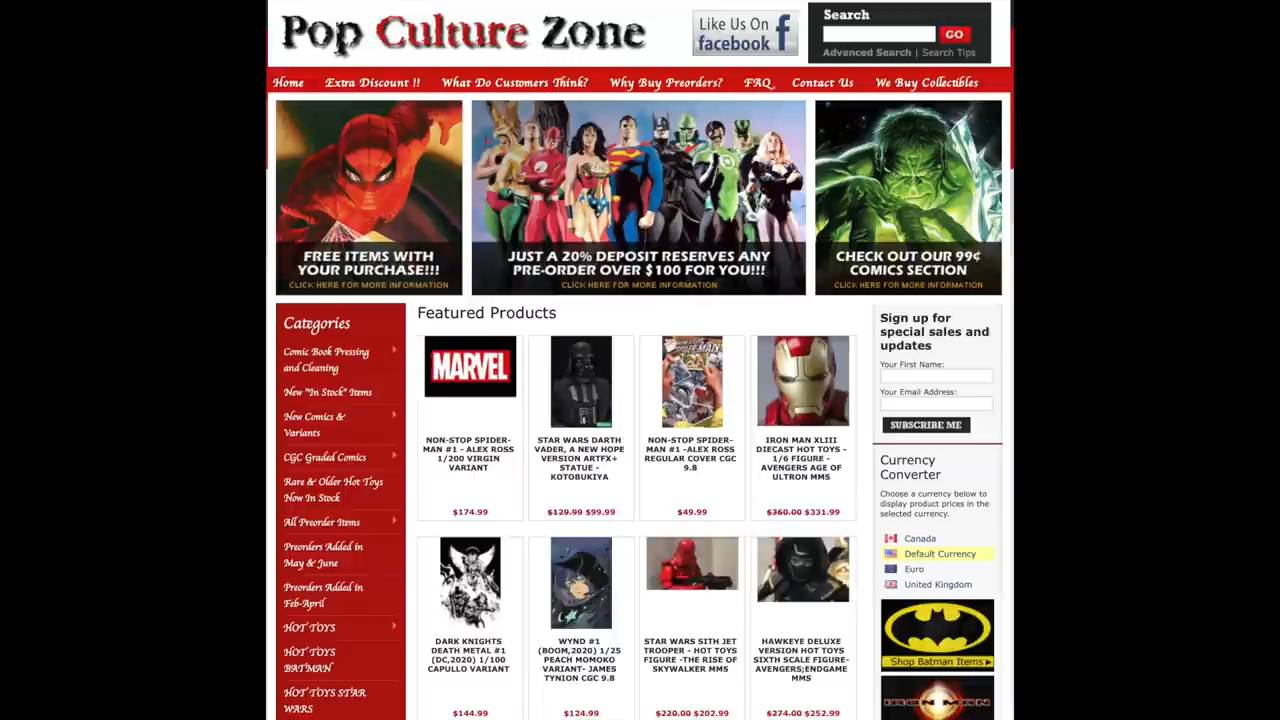 Pop Culture Zone
Like Us On
facebook
Search
GO
Advanced Search | Search Tips
Home
Extra Discount !!
What Do Customers Think?
Why Buy Preorders?
FAQ
Contact Us
We Buy Collectibles
FREE ITEMS WITH
YOUR PURCHASE!!!
CLICK HERE FOR MORE INFORMATION
JUST A 20% DEPOSIT RESERVES ANY
PRE-ORDER OVER $100 FOR YOU!!!
CLICK HERE FOR MORE INFORMATION
CHECK OUT OUR 99¢
COMICS SECTION
CLICK HERE FOR MORE INFORMATION
Categories
Comic Book Pressing
and Cleaning
New "In Stock" Items
New Comics &
Variants
CGC Graded Comics
Rare & Older Hot Toys
Now In Stock
All Preorder Items
Preorders Added in
May & June
Preorders Added in
Feb-April
HOT TOYS
HOT TOYS
BATMAN
HOT TOYS STAR
WARS
Featured Products
MARVEL
NON-STOP SPIDER-
MAN #1 - ALEX ROSS
1/200 VIRGIN
VARIANT
$174.99
STAR WARS DARTH
VADER, A NEW HOPE
VERSION ARTFX+
STATUE -
KOTOBUKIYA
$129.99 $99.99
SPIDER-MAN
NON-STOP SPIDER-
MAN #1 -ALEX ROSS
REGULAR COVER CGC
9.8
$49.99
IRON MAN XLIII
DIECAST HOT TOYS -
1/6 FIGURE -
AVENGERS AGE OF
ULTRON MMS
$360.00 $331.99
DARK KNIGHTS
DEATH METAL #1
(DC,2020) 1/100
CAPULLO VARIANT
$144.99
WYND #1
(BOOM,2020) 1/25
PEACH MOMOKO
VARIANT- JAMES
TYNION CGC 9.8
$124.99
STAR WARS SITH JET
TROOPER - HOT TOYS
FIGURE -THE RISE OF
SKYWALKER MMS
$220.00 $202.99
HAWKEYE DELUXE
VERSION HOT TOYS
SIXTH SCALE FIGURE-
AVENGERS;ENDGAME
MMS
$274.00 $252.99
Sign up for
special sales and
updates
Your First Name:
Your Email Address:
SUBSCRIBE ME
Currency
Converter
Choose a currency below to
display product prices in the
selected currency.
Canada
Default Currency
Euro
United Kingdom
Shop Batman Items
IRON MAN